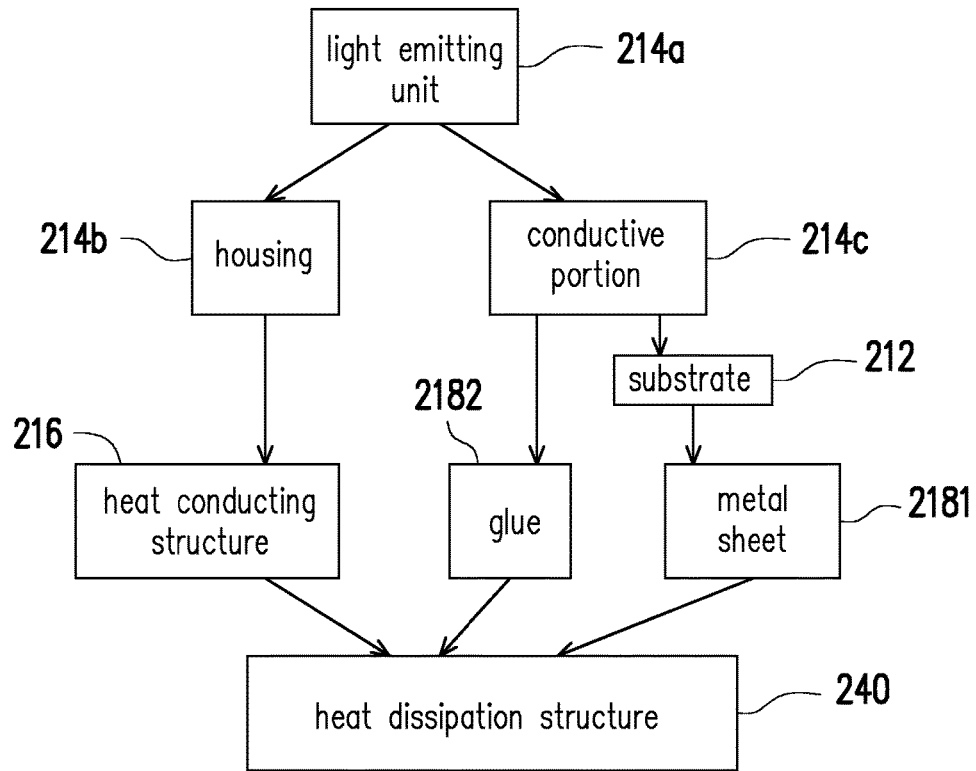 light emitting
unit
214a
214b
housing
conductive
portion
214c
substrate
212
216
2182
heat conducting
structure
glue
metal
sheet
2181
heat dissipation structure
240